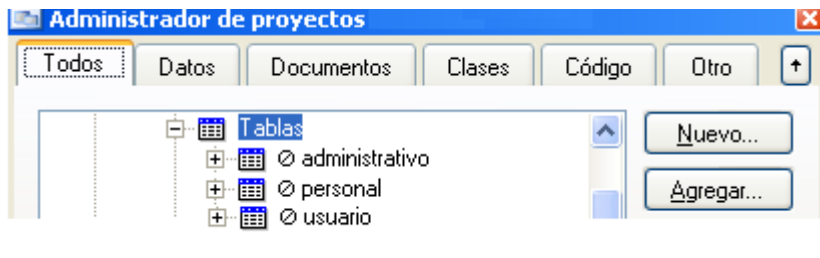 Administrador de proyectos
Todos Datos Documentos Clases Código Otro
Tablas
Nuevo...
administrativo
personal
Agregar...
usuario